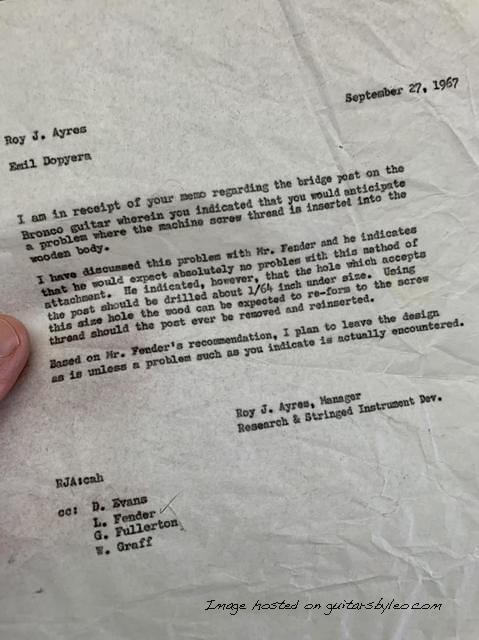 September 27, 1967
Roy J. Ayres
Emil Dopyera
I am in receipt of your memo regarding the bridge post on the
Bronco guitar wherein you indicated that you would anticipate
a problem where the machine screw thread is inserted into the
wooden body.
I have discussed this problem with Mr. Fender and he indicates
that he would expect absolutely no problem with this method of
attachment. He indicated, however, that the hole which accepts
the post should be drilled about 1/64 inch under size. Using
this size hole the wood can be expected to re-form to the screw
thread should the post ever be removed and reinserted.
Based on Mr. Fender's recommendation, I plan to leave the design
as is unless a problem such as you indicate is actually encountered.
Roy J. Ayres, Manager
Research & Stringed Instrument Dev.
RJA:cah
cc: D. Evans
L. Fender
G. Fullerton
W. Graff
Image hosted on guitarsbyleo.com